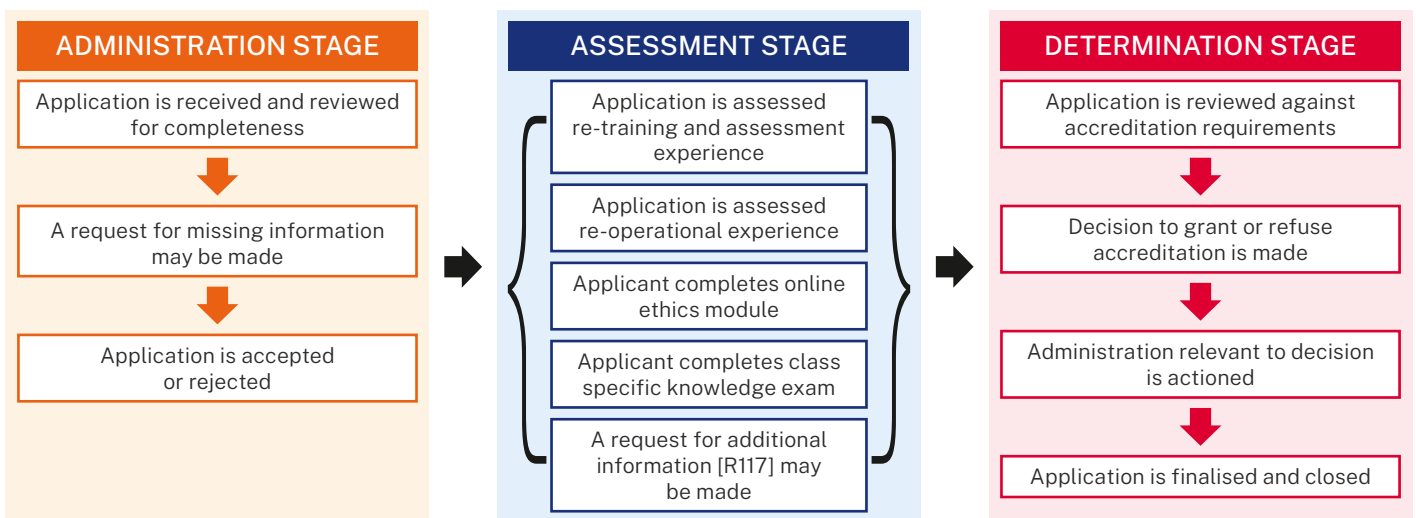 ADMINISTRATION STAGE
Application is received and reviewed
for completeness
A request for missing information
may be made
Application is accepted
or rejected
ASSESSMENT STAGE
Application is assessed
re-training and assessment
experience
Application is assessed
re-operational experience
Applicant completes online
ethics module
Applicant completes class
specific knowledge exam
A request for additional
information [R117] may
be made
DETERMINATION STAGE
Application is reviewed against
accreditation requirements
Decision to grant or refuse
accreditation is made
Administration relevant to decision
is actioned
Application is finalised and closed